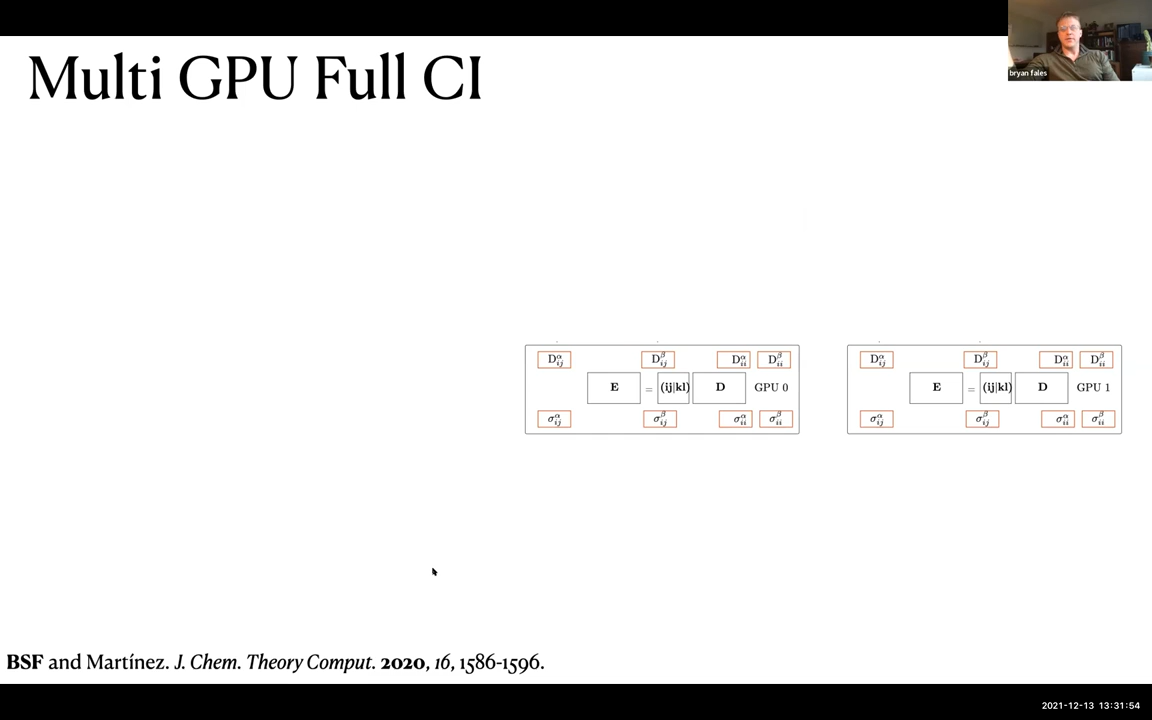 Multi GPU Full CI
bryan fales
D^α_ij D^β_ij D^α_ii D^β_ii
E = (ij|kl) D GPU 0
σ^α_ij σ^β_ij σ^α_ii σ^β_ii
D^α_ij D^β_ij D^α_ii D^β_ii
E = (ij|kl) D GPU 1
σ^α_ij σ^β_ij σ^α_ii σ^β_ii
BSF and Martínez. J. Chem. Theory Comput. 2020, 16, 1586-1596.
2021-12-13 13:31:54